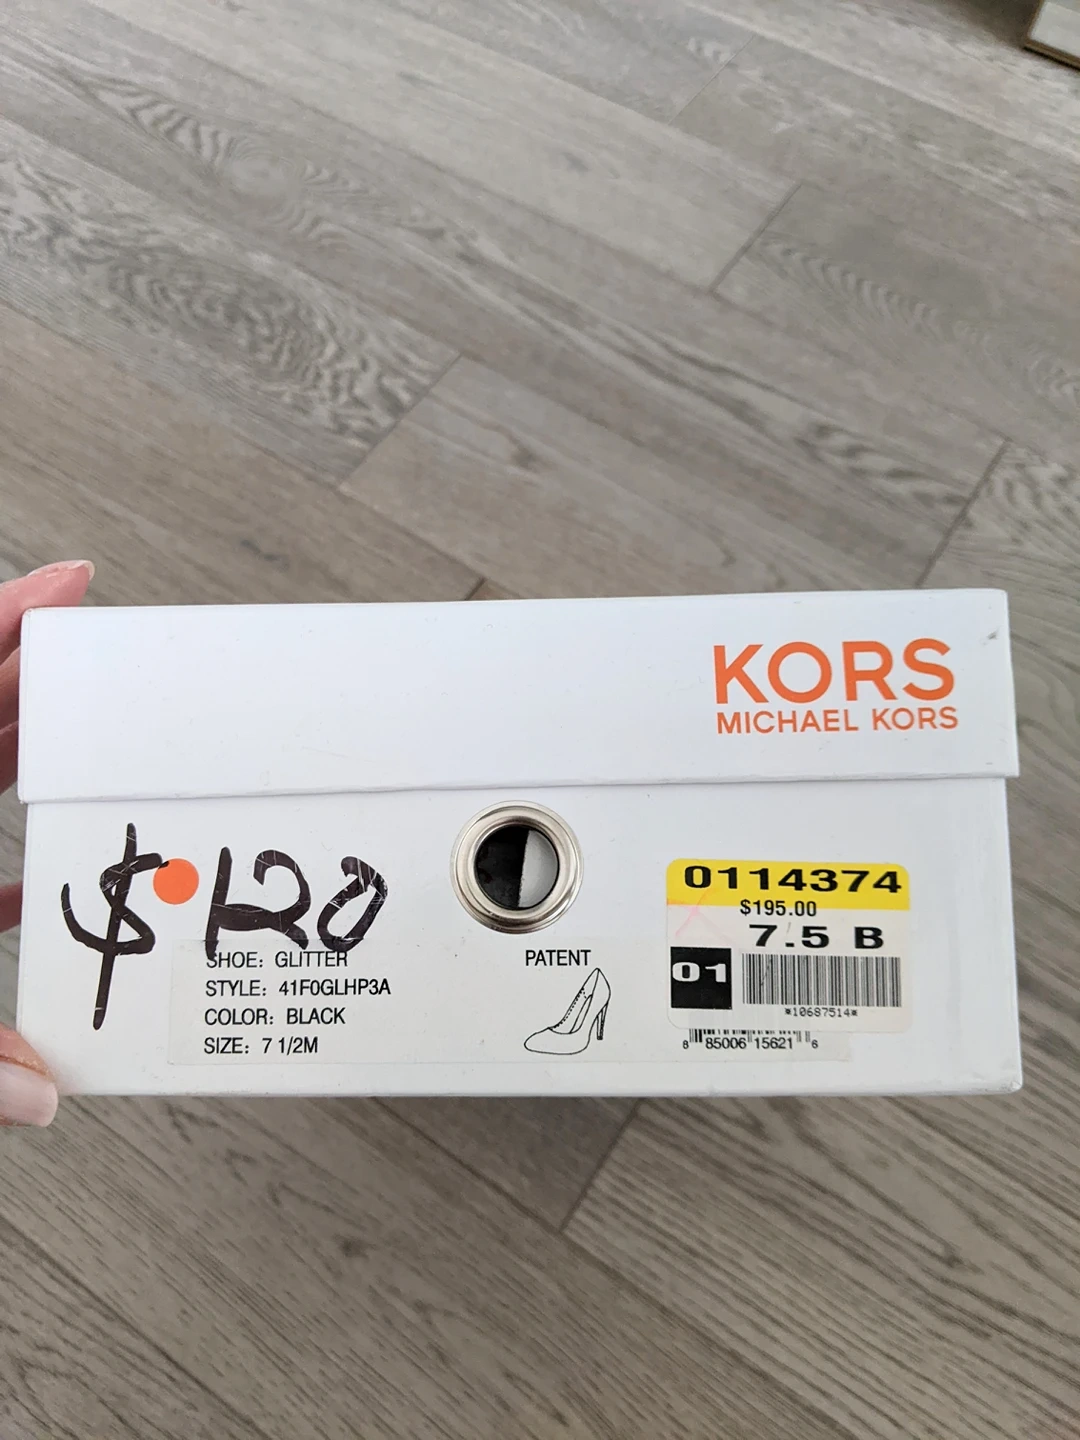 KORS
MICHAEL KORS
$120
SHOE: GLITTER
STYLE: 41F0GLHP3A
COLOR: BLACK
SIZE: 7 1/2M
PATENT
0114374
$195.00
7.5 B
01
*10687514*
8 85006 15621 6